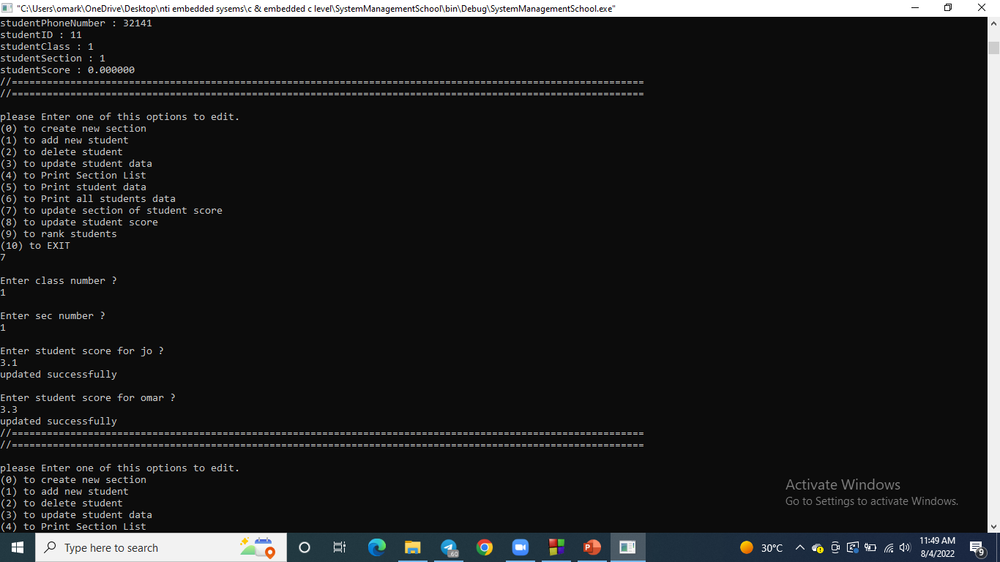 "C:\Users\omark\OneDrive\Desktop\nti embedded sysems\c & embedded c level\SystemManagementSchool\bin\Debug\SystemManagementSchool.exe"
studentPhoneNumber : 32141
studentID : 11
studentClass : 1
studentSection : 1
studentScore : 0.000000
//============================================================================================================
//============================================================================================================
please Enter one of this options to edit.
(0) to create new section
(1) to add new student
(2) to delete student
(3) to update student data
(4) to Print Section List
(5) to Print student data
(6) to Print all students data
(7) to update section of student score
(8) to update student score
(9) to rank students
(10) to EXIT
7
Enter class number ?
1
Enter sec number ?
1
Enter student score for jo ?
3.1
updated successfully
Enter student score for omar ?
3.3
updated successfully
//============================================================================================================
//============================================================================================================
please Enter one of this options to edit.
(0) to create new section
(1) to add new student
(2) to delete student
(3) to update student data
(4) to Print Section List
Activate Windows
Go to Settings to activate Windows.
Type here to search
.60
30°C
11:49 AM
8/4/2022
9